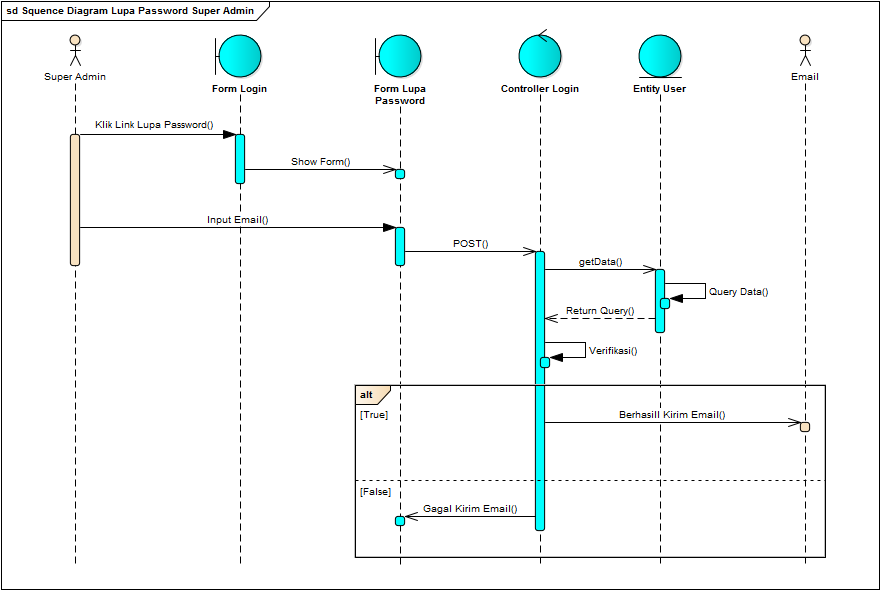 sd Squence Diagram Lupa Password Super Admin
Super Admin
Form Login
Form Lupa
Password
Controller Login
Entity User
Email
Klik Link Lupa Password()
Show Form()
Input Email()
POST()
getData()
Query Data()
Return Query()
Verifikasi()
alt
[True]
Berhasill Kirim Email()
[False]
Gagal Kirim Email()